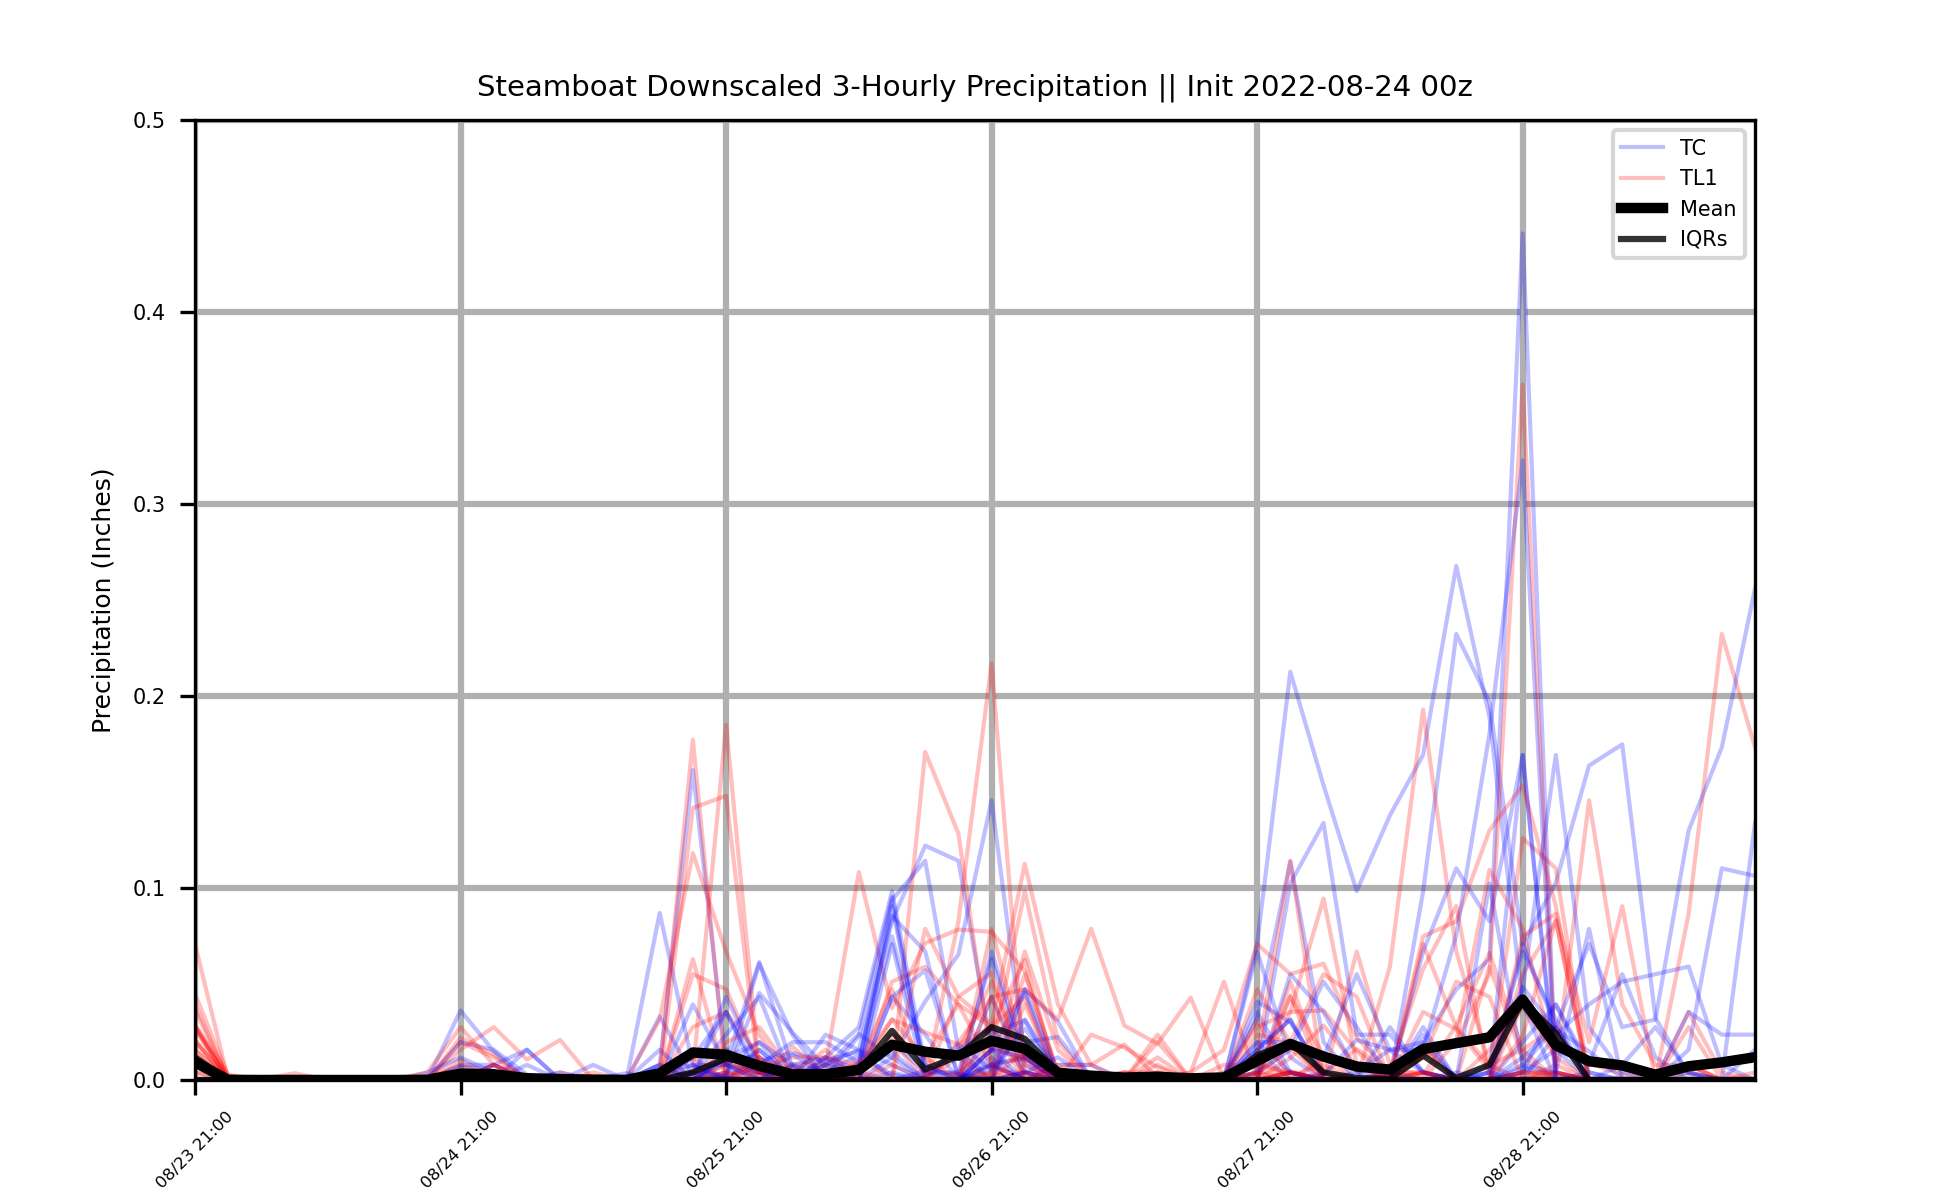 Steamboat Downscaled 3-Hourly Precipitation || Init 2022-08-24 00z
TC
TL1
Mean
IQRs
Precipitation (Inches)
0.5
0.4
0.3
0.2
0.1
0.0
08/23 21:00
08/24 21:00
08/25 21:00
08/26 21:00
08/27 21:00
08/28 21:00